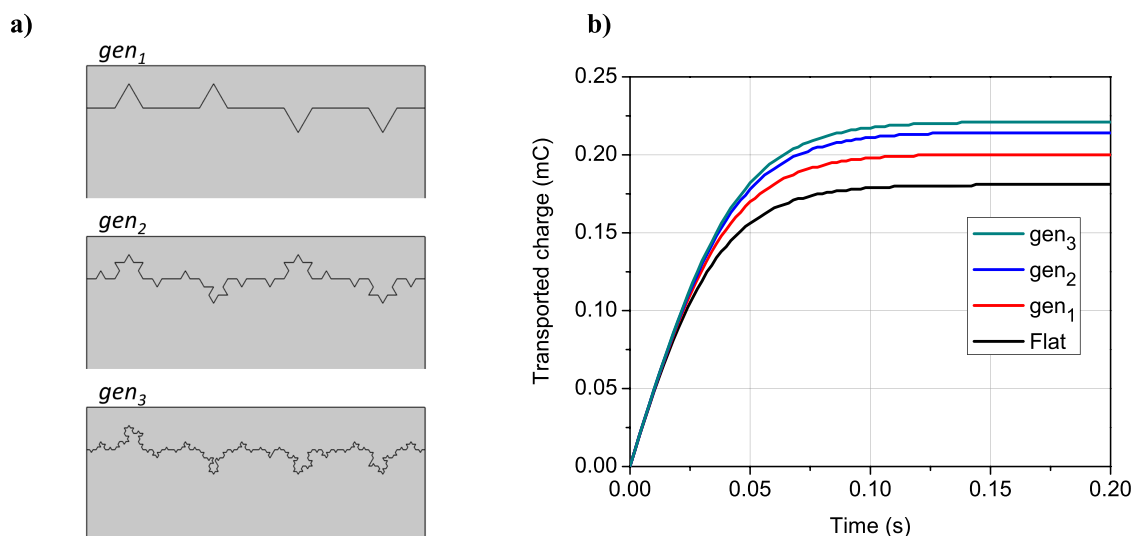 a)
gen1
gen2
gen3
b)
Transported charge (mC)
0.25
0.20
0.15
0.10
0.05
0.00
gen3
gen2
gen1
Flat
0.00 0.05 0.10 0.15 0.20
Time (s)